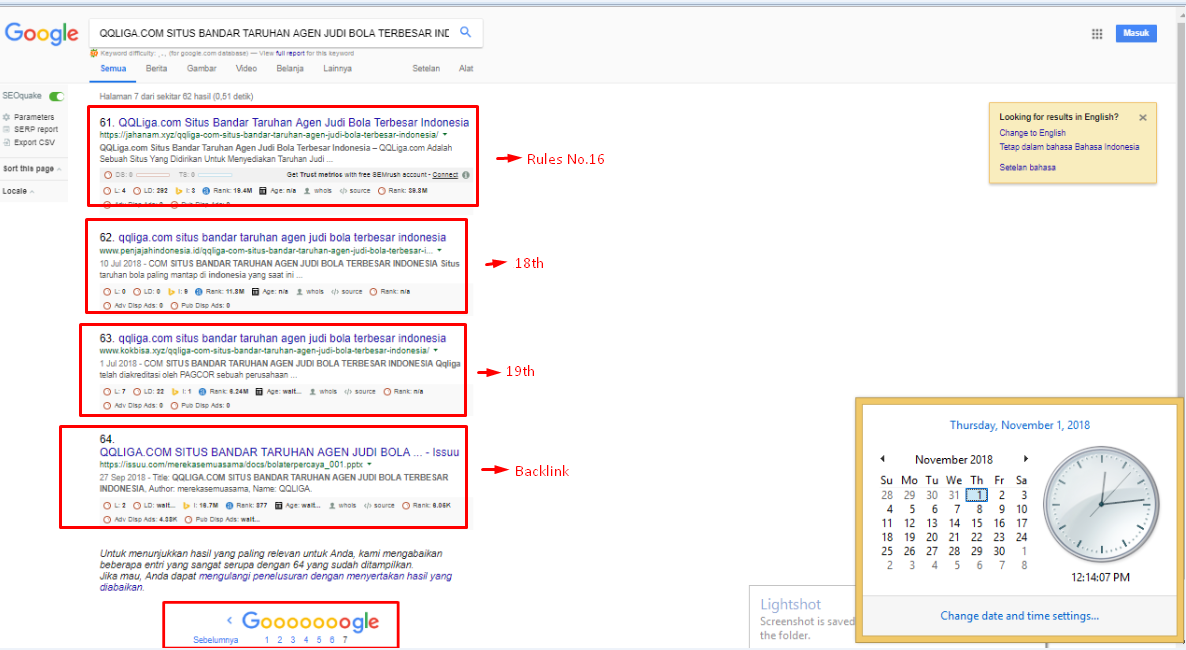 Google
QQLIGA.COM SITUS BANDAR TARUHAN AGEN JUDI BOLA TERBESAR IND
Masuk
Keyword difficulty: ... (for google.com database) — View full report for this keyword
Semua Berita Gambar Video Belanja Lainnya Setelan Alat
SEOquake
Parameters
SERP report
Export CSV
Sort this page
Locale
Halaman 7 dari sekitar 62 hasil (0,51 detik)
61. QQLiga.com Situs Bandar Taruhan Agen Judi Bola Terbesar Indonesia
https://jahanam.xyz/qqliga-com-situs-bandar-taruhan-agen-judi-bola-terbesar-indonesia/
QQLiga.com Situs Bandar Taruhan Agen Judi Bola Terbesar Indonesia – QQLiga.com Adalah
Sebuah Situs Yang Didirikan Untuk Menyediakan Taruhan Judi ...
DS: 0 TS: 0 Get Trust metrics with free SEMrush account - Connect
L: 4 LD: 292 I: 3 Rank: 19.4M Age: n/a whois source Rank: 39.3M
Adv Disp Ads: 0 Pub Disp Ads: 0
Rules No.16
62. qqliga.com situs bandar taruhan agen judi bola terbesar indonesia
www.penjajahindonesia.id/qqliga-com-situs-bandar-taruhan-agen-judi-bola-terbesar-i...
10 Jul 2018 - COM SITUS BANDAR TARUHAN AGEN JUDI BOLA TERBESAR INDONESIA Situs
taruhan bola paling mantap di indonesia yang saat ini ...
L: 0 LD: 0 I: 9 Rank: 11.3M Age: n/a whois source Rank: n/a
Adv Disp Ads: 0 Pub Disp Ads: 0
18th
63. qqliga.com situs bandar taruhan agen judi bola terbesar indonesia
www.kokbisa.xyz/qqliga-com-situs-bandar-taruhan-agen-judi-bola-terbesar-indonesia/
1 Jul 2018 - COM SITUS BANDAR TARUHAN AGEN JUDI BOLA TERBESAR INDONESIA Qqliga
telah diakreditasi oleh PAGCOR sebuah perusahaan ...
L: 7 LD: 22 I: 1 Rank: 6.24M Age: wait... whois source Rank: n/a
Adv Disp Ads: 0 Pub Disp Ads: 0
19th
64.
QQLIGA.COM SITUS BANDAR TARUHAN AGEN JUDI BOLA ... - Issuu
https://issuu.com/merekasemuasama/docs/bolaterpercaya_001.pptx
27 Sep 2018 - Title: QQLIGA.COM SITUS BANDAR TARUHAN AGEN JUDI BOLA TERBESAR
INDONESIA, Author: merekasemuasama, Name: QQLIGA.
L: 2 LD: wait... I: 16.7M Rank: 877 Age: wait... whois source Rank: 6.06K
Adv Disp Ads: 4.33K Pub Disp Ads: wait...
Backlink
Untuk menunjukkan hasil yang paling relevan untuk Anda, kami mengabaikan
beberapa entri yang sangat serupa dengan 64 yang sudah ditampilkan.
Jika mau, Anda dapat mengulangi penelusuran dengan menyertakan hasil yang
diabaikan.
Goooooooogle
Sebelumnya 1 2 3 4 5 6 7
Looking for results in English?
Change to English
Tetap dalam bahasa Bahasa Indonesia
Setelan bahasa
Lightshot
Screenshot is saved
the folder.
Thursday, November 1, 2018
November 2018
Su Mo Tu We Th Fr Sa
28 29 30 31 1 2 3
4 5 6 7 8 9 10
11 12 13 14 15 16 17
18 19 20 21 22 23 24
25 26 27 28 29 30 1
2 3 4 5 6 7 8
12:14:07 PM
Change date and time settings...